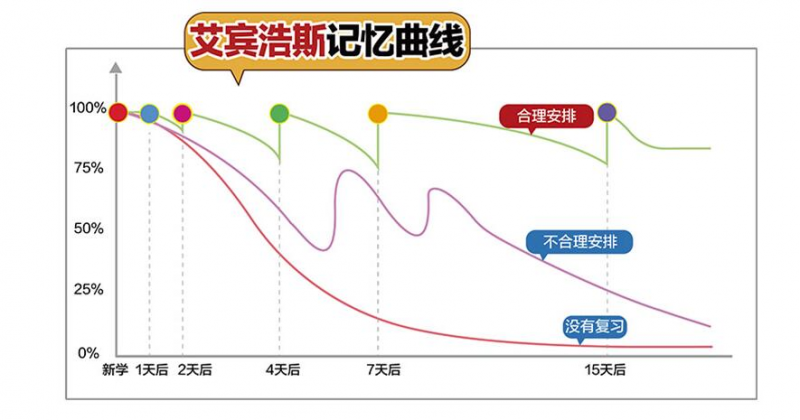 艾宾浩斯记忆曲线
100%
合理安排
75%
50%
不合理安排
25%
没有复习
0%
新学 1天后 2天后 4天后 7天后 15天后